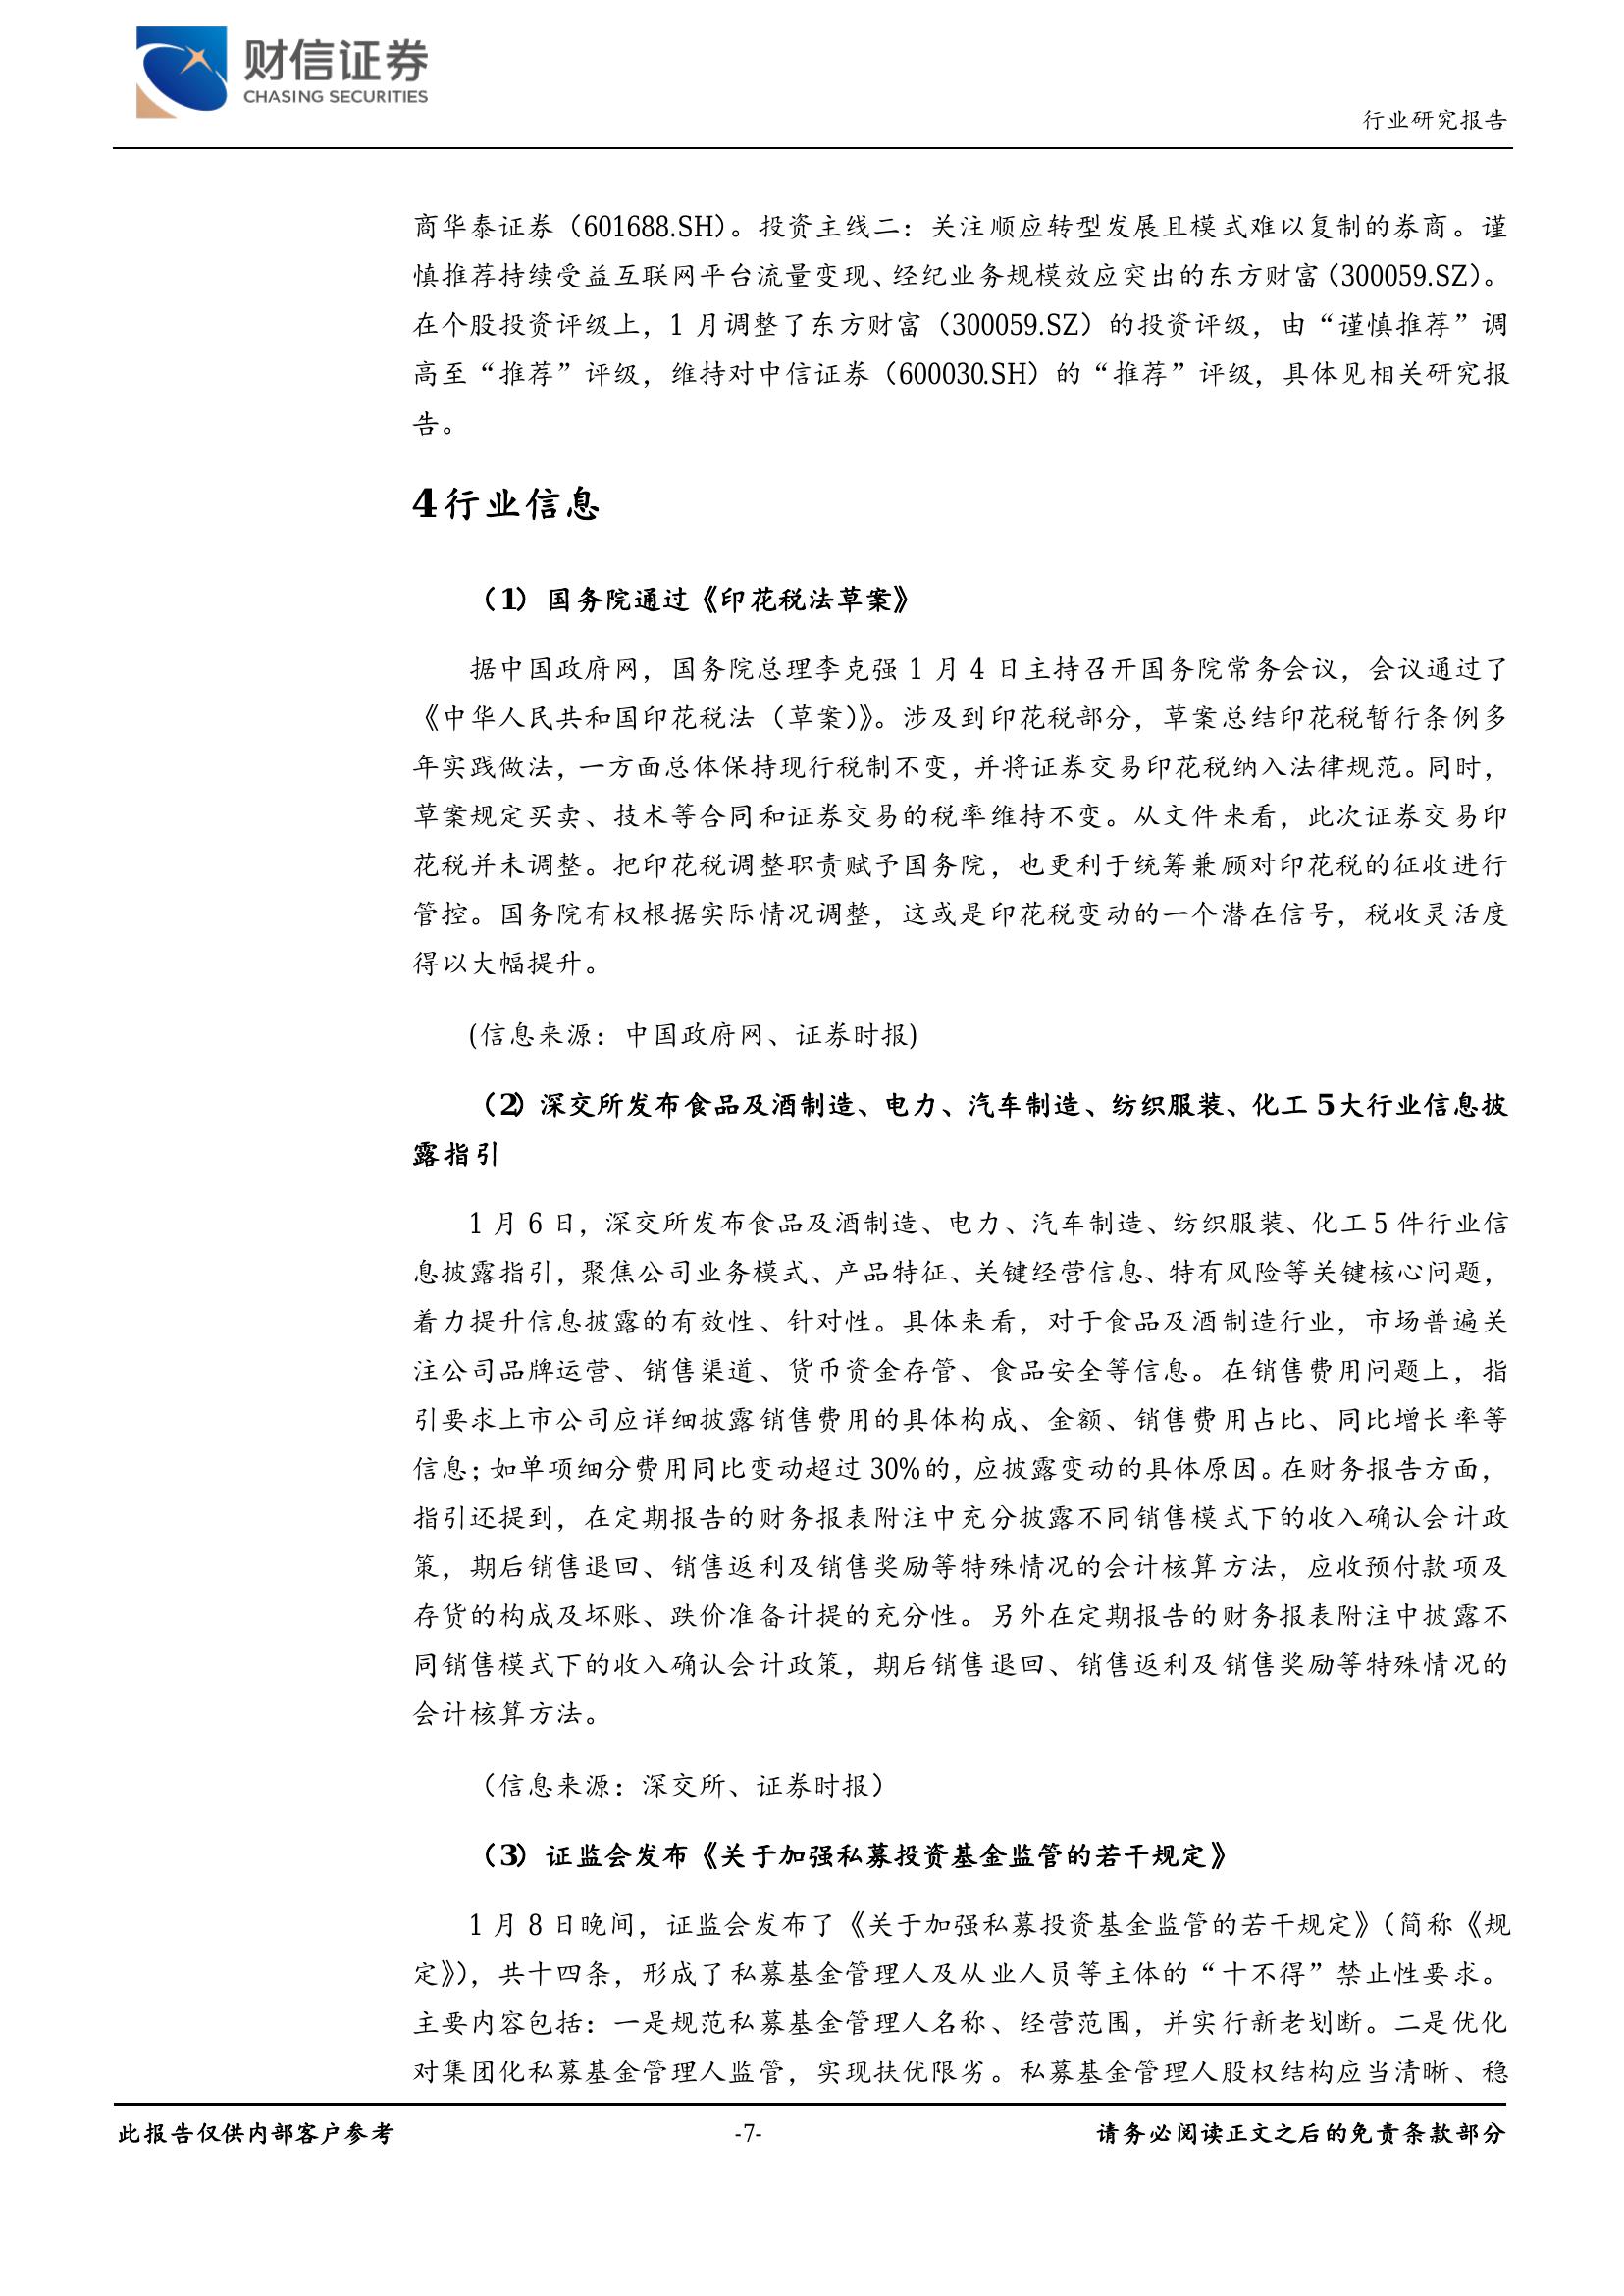 财信证券
CHASING SECURITIES
行业研究报告
商华泰证券（601688.SH）。投资主线二：关注顺应转型发展且模式难以复制的券商。谨
慎推荐持续受益互联网平台流量变现、经纪业务规模效应突出的东方财富（300059.SZ）。
在个股投资评级上，1 月调整了东方财富（300059.SZ）的投资评级，由“谨慎推荐”调
高至“推荐”评级，维持对中信证券（600030.SH）的“推荐”评级，具体见相关研究报
告。
4 行业信息
（1）国务院通过《印花税法草案》
据中国政府网，国务院总理李克强 1 月 4 日主持召开国务院常务会议，会议通过了
《中华人民共和国印花税法（草案）》。涉及到印花税部分，草案总结印花税暂行条例多
年实践做法，一方面总体保持现行税制不变，并将证券交易印花税纳入法律规范。同时，
草案规定买卖、技术等合同和证券交易的税率维持不变。从文件来看，此次证券交易印
花税并未调整。把印花税调整职责赋予国务院，也更利于统筹兼顾对印花税的征收进行
管控。国务院有权根据实际情况调整，这或是印花税变动的一个潜在信号，税收灵活度
得以大幅提升。
(信息来源：中国政府网、证券时报)
（2）深交所发布食品及酒制造、电力、汽车制造、纺织服装、化工 5 大行业信息披
露指引
1 月 6 日，深交所发布食品及酒制造、电力、汽车制造、纺织服装、化工 5 件行业信
息披露指引，聚焦公司业务模式、产品特征、关键经营信息、特有风险等关键核心问题，
着力提升信息披露的有效性、针对性。具体来看，对于食品及酒制造行业，市场普遍关
注公司品牌运营、销售渠道、货币资金存管、食品安全等信息。在销售费用问题上，指
引要求上市公司应详细披露销售费用的具体构成、金额、销售费用占比、同比增长率等
信息；如单项细分费用同比变动超过 30%的，应披露变动的具体原因。在财务报告方面，
指引还提到，在定期报告的财务报表附注中充分披露不同销售模式下的收入确认会计政
策，期后销售退回、销售返利及销售奖励等特殊情况的会计核算方法，应收预付款项及
存货的构成及坏账、跌价准备计提的充分性。另外在定期报告的财务报表附注中披露不
同销售模式下的收入确认会计政策，期后销售退回、销售返利及销售奖励等特殊情况的
会计核算方法。
（信息来源：深交所、证券时报）
（3）证监会发布《关于加强私募投资基金监管的若干规定》
1 月 8 日晚间，证监会发布了《关于加强私募投资基金监管的若干规定》（简称《规
定》），共十四条，形成了私募基金管理人及从业人员等主体的“十不得”禁止性要求。
主要内容包括：一是规范私募基金管理人名称、经营范围，并实行新老划断。二是优化
对集团化私募基金管理人监管，实现扶优限劣。私募基金管理人股权结构应当清晰、稳
此报告仅供内部客户参考
-7-
请务必阅读正文之后的免责条款部分